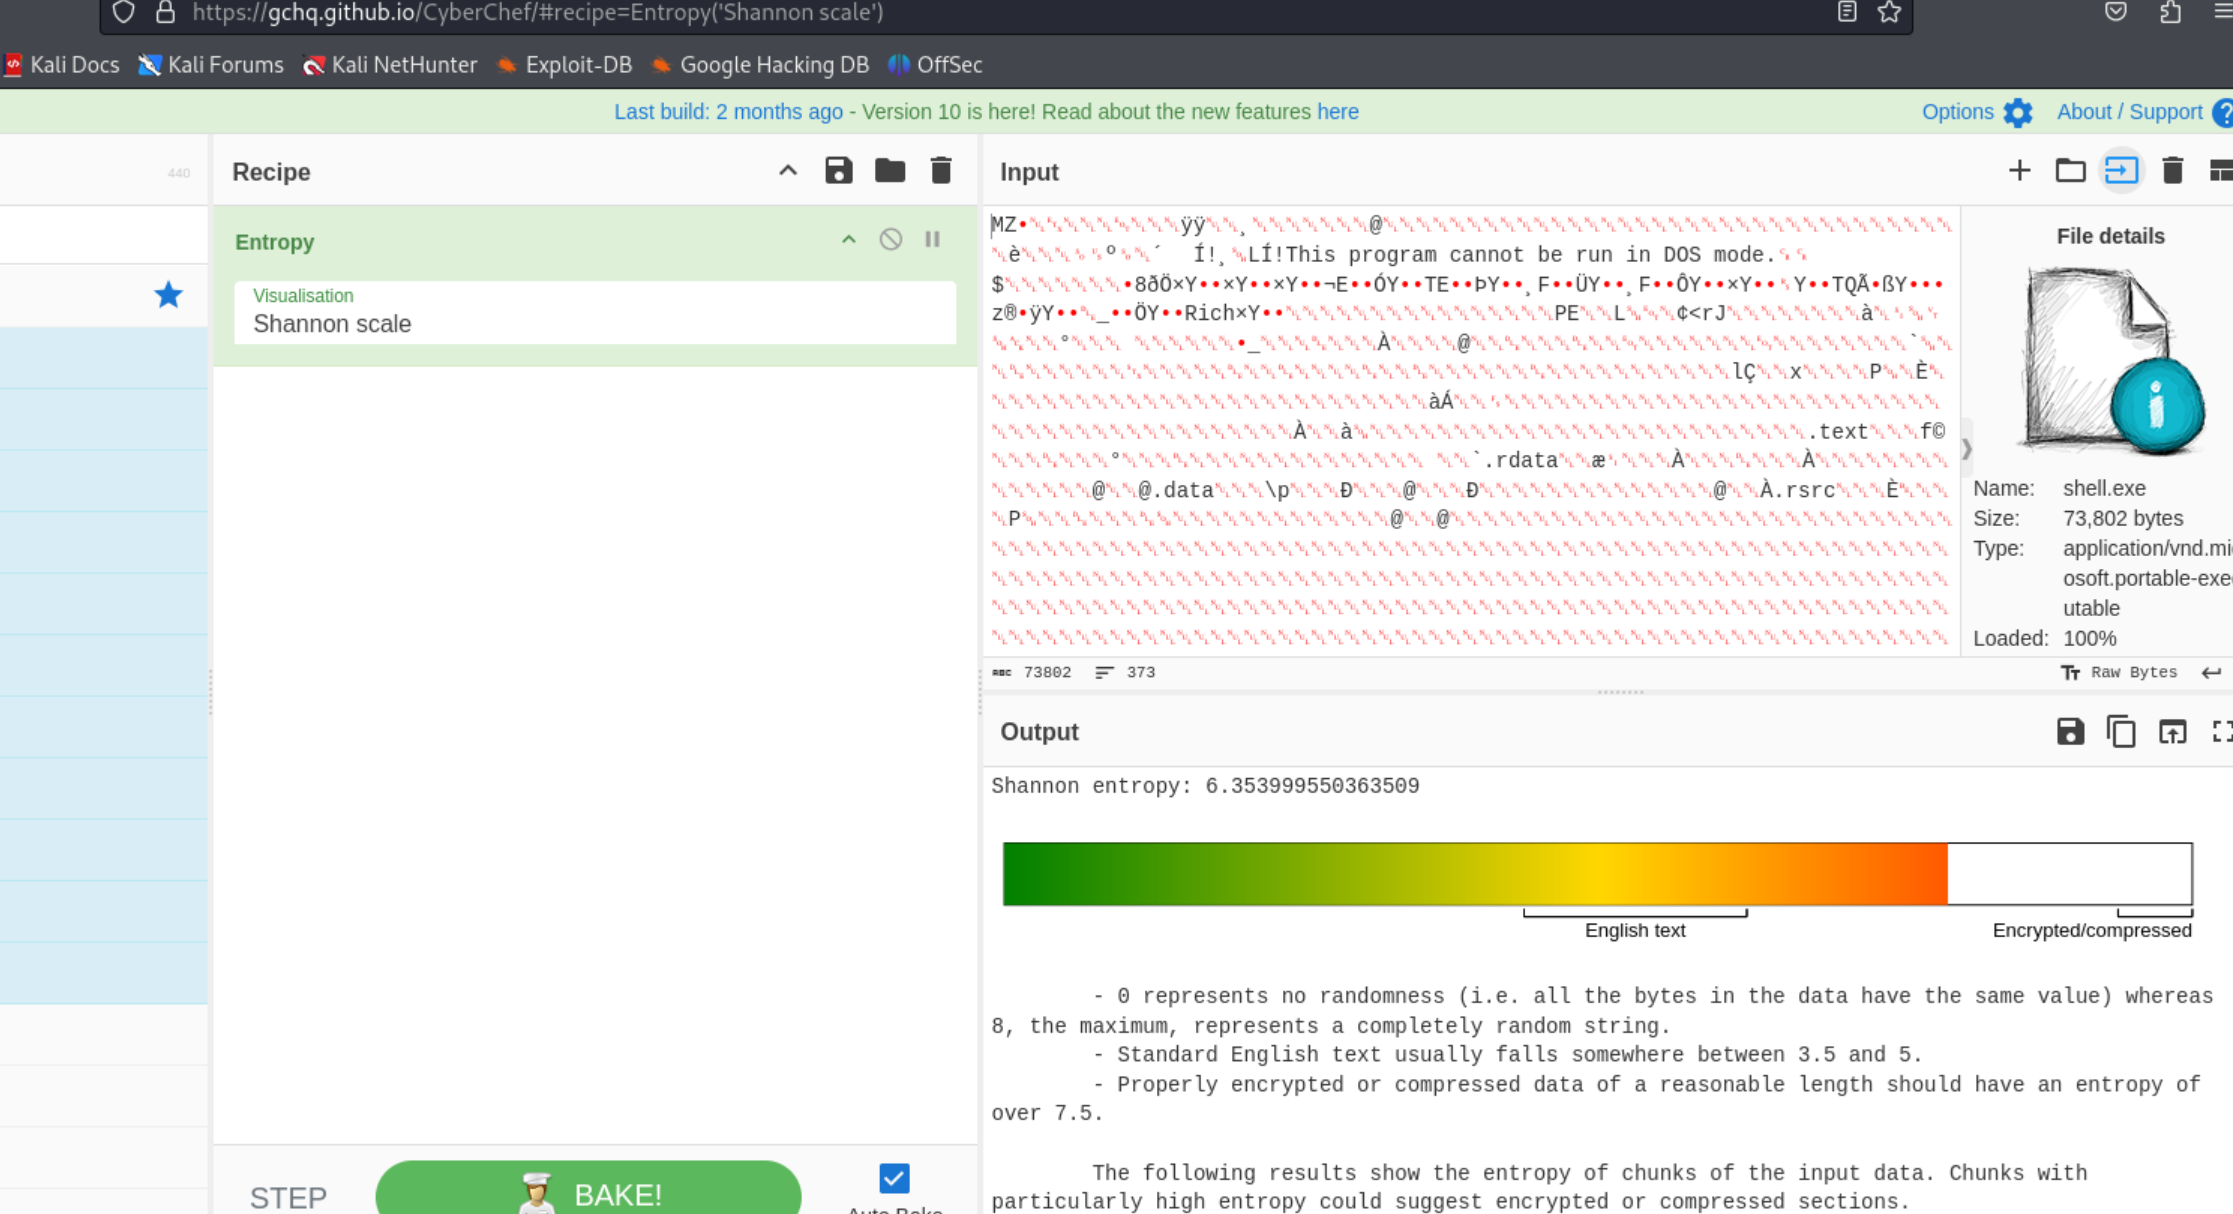 https://gchq.github.io/CyberChef/#recipe=Entropy('Shannon scale')
Kali Docs Kali Forums Kali NetHunter Exploit-DB Google Hacking DB OffSec
Last build: 2 months ago - Version 10 is here! Read about the new features here
Options About / Support
440
Recipe
Entropy
Visualisation
Shannon scale
STEP
BAKE!
Auto Bake
Input
MZ ÿÿ ¸ @
è º ´ Í!¸ LÍ!This program cannot be run in DOS mode.
$ 8ðÖ×Y••×Y••×Y••¬E••ÓY••TE••ÞY••¸F••ÜY••¸F••ÔY••×Y•• Y••TQÃ•ßY•••
z®•ÿY•• _••ÖY••Rich×Y•• PE L ¢<rJ à
° •_ À @ `
lÇ x P È
àÁ
À à .text f©
° `.rdata æ À À
@ @.data \p Ð @ Ð @ À.rsrc È
P @ @
File details
Name: shell.exe
Size: 73,802 bytes
Type: application/vnd.mi
osoft.portable-exe
utable
Loaded: 100%
73802 373
Raw Bytes
Output
Shannon entropy: 6.353999550363509
English text
Encrypted/compressed
- 0 represents no randomness (i.e. all the bytes in the data have the same value) whereas
8, the maximum, represents a completely random string.
- Standard English text usually falls somewhere between 3.5 and 5.
- Properly encrypted or compressed data of a reasonable length should have an entropy of
over 7.5.
The following results show the entropy of chunks of the input data. Chunks with
particularly high entropy could suggest encrypted or compressed sections.